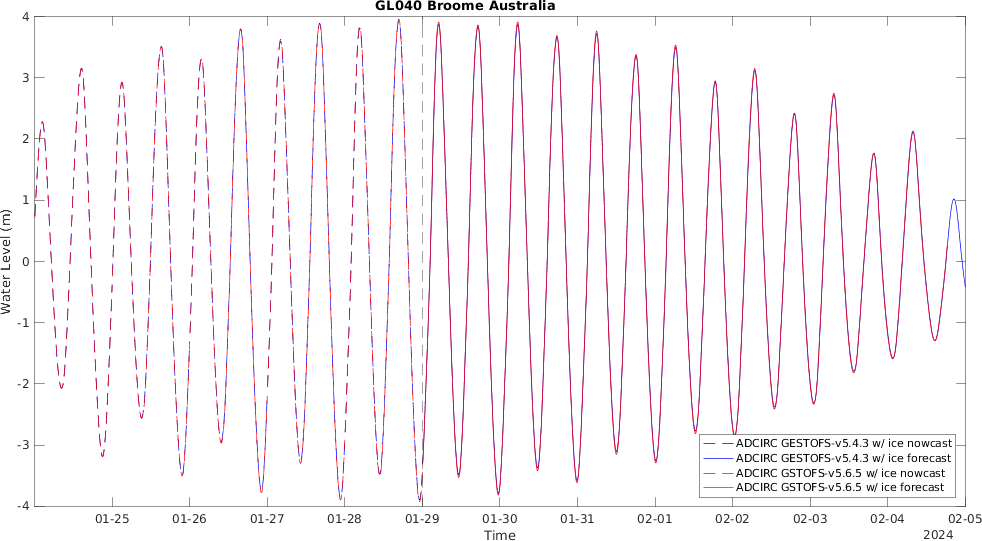 GL040 Broome Australia
4
3
2
1
0
-1
-2
-3
-4
Water Level (m)
ADCIRC GESTOFS-v5.4.3 w/ ice nowcast
ADCIRC GESTOFS-v5.4.3 w/ ice forecast
ADCIRC GSTOFS-v5.6.5 w/ ice nowcast
ADCIRC GSTOFS-v5.6.5 w/ ice forecast
01-25 01-26 01-27 01-28 01-29 01-30 01-31 02-01 02-02 02-03 02-04 02-05
Time 2024